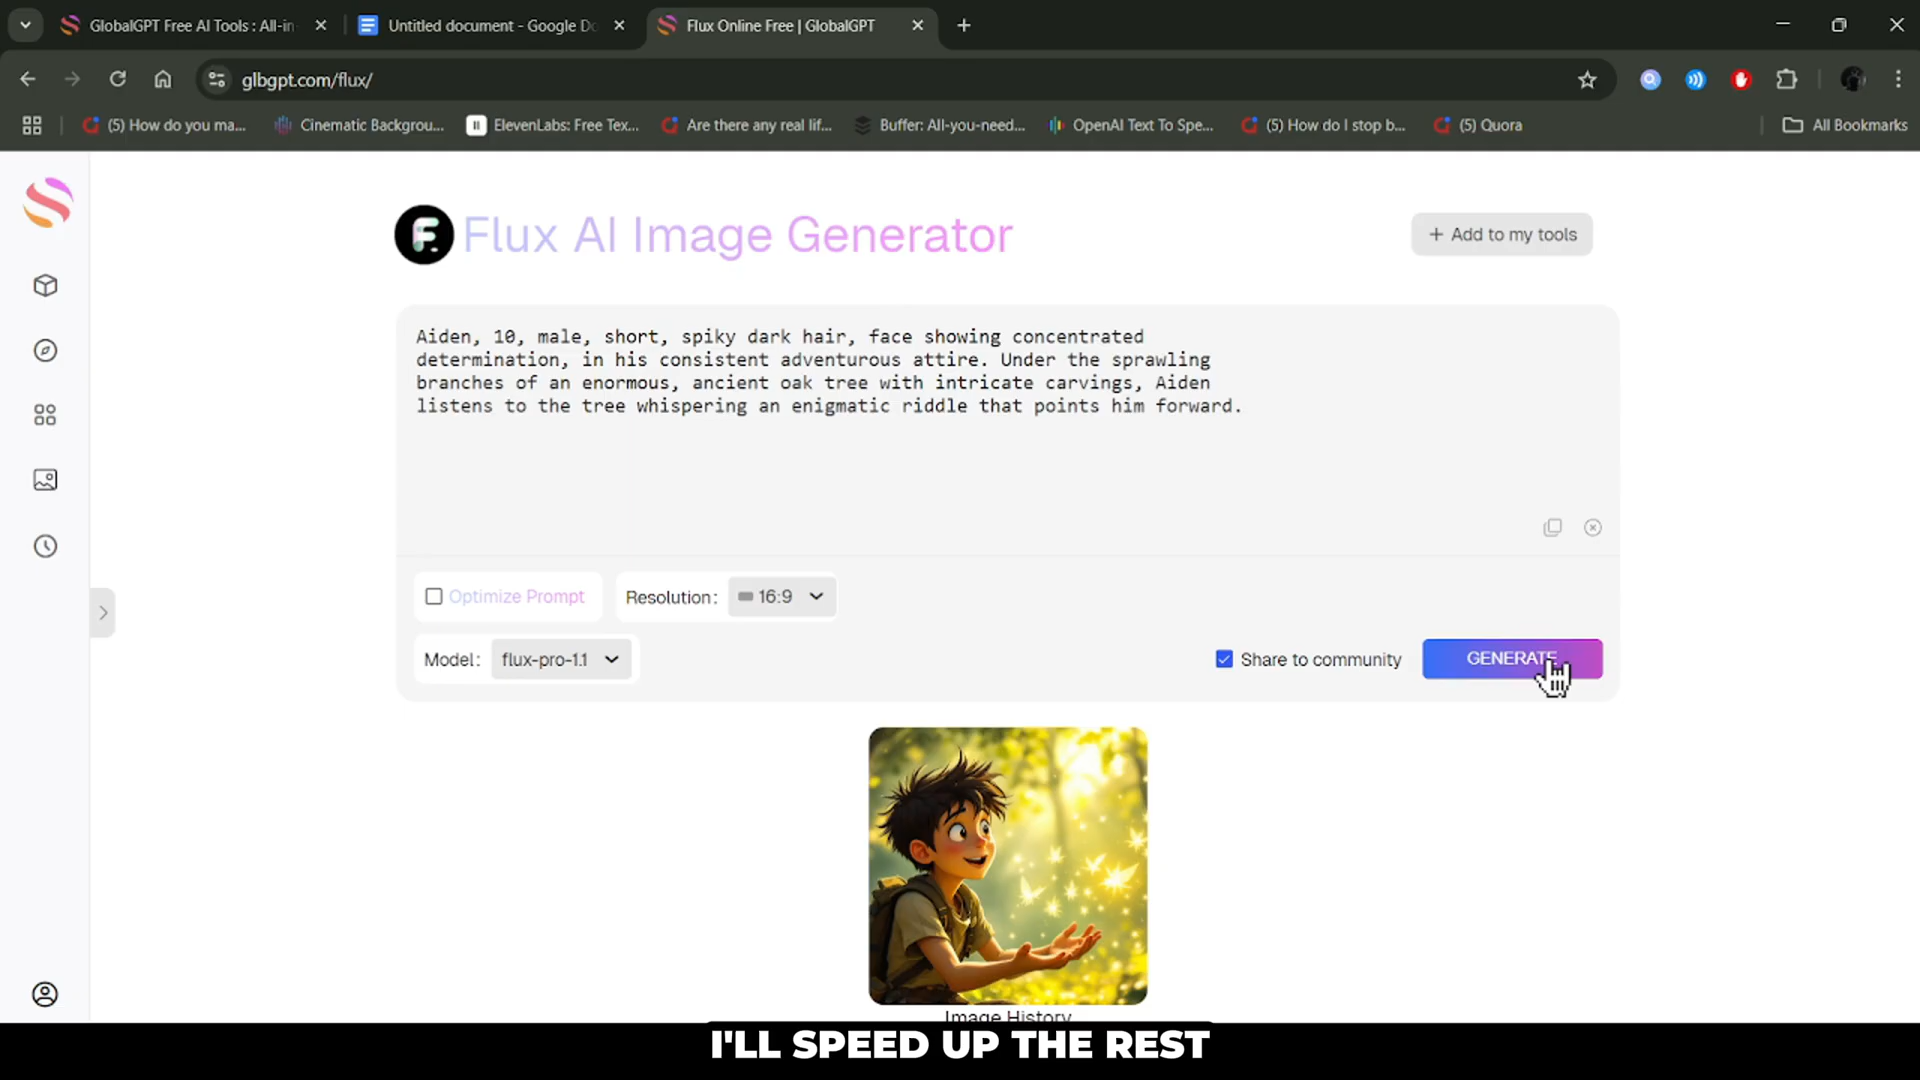 GlobalGPT Free AI Tools : All-in
Untitled document - Google Do
Flux Online Free | GlobalGPT
glbgpt.com/flux/
(5) How do you ma...
Cinematic Backgrou...
ElevenLabs: Free Tex...
Are there any real lif...
Buffer: All-you-need...
OpenAI Text To Spe...
(5) How do I stop b...
(5) Quora
All Bookmarks
Flux AI Image Generator
+ Add to my tools
Aiden, 10, male, short, spiky dark hair, face showing concentrated
determination, in his consistent adventurous attire. Under the sprawling
branches of an enormous, ancient oak tree with intricate carvings, Aiden
listens to the tree whispering an enigmatic riddle that points him forward.
Optimize Prompt
Resolution:
16:9
Model:
flux-pro-1.1
Share to community
GENERATE
Image History
I'LL SPEED UP THE REST